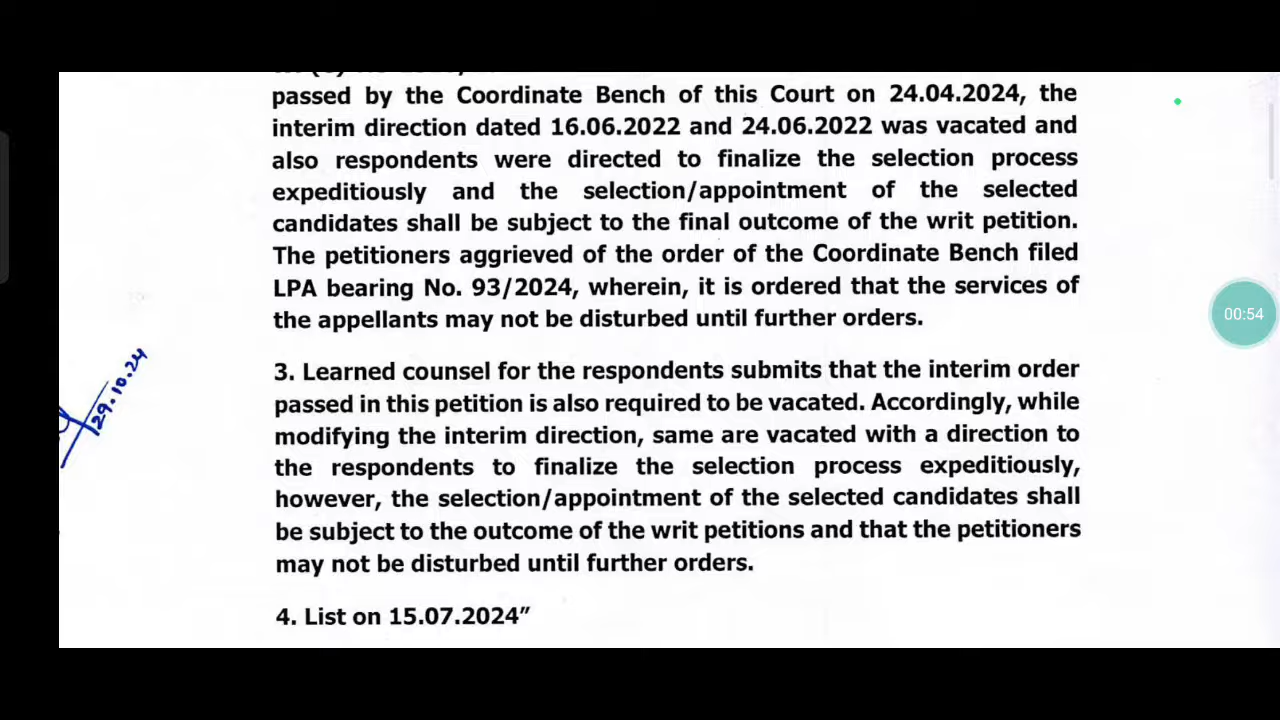 passed by the Coordinate Bench of this Court on 24.04.2024, the
interim direction dated 16.06.2022 and 24.06.2022 was vacated and
also respondents were directed to finalize the selection process
expeditiously and the selection/appointment of the selected
candidates shall be subject to the final outcome of the writ petition.
The petitioners aggrieved of the order of the Coordinate Bench filed
LPA bearing No. 93/2024, wherein, it is ordered that the services of
the appellants may not be disturbed until further orders.
00:54
29.10.24
3. Learned counsel for the respondents submits that the interim order
passed in this petition is also required to be vacated. Accordingly, while
modifying the interim direction, same are vacated with a direction to
the respondents to finalize the selection process expeditiously,
however, the selection/appointment of the selected candidates shall
be subject to the outcome of the writ petitions and that the petitioners
may not be disturbed until further orders.
4. List on 15.07.2024”